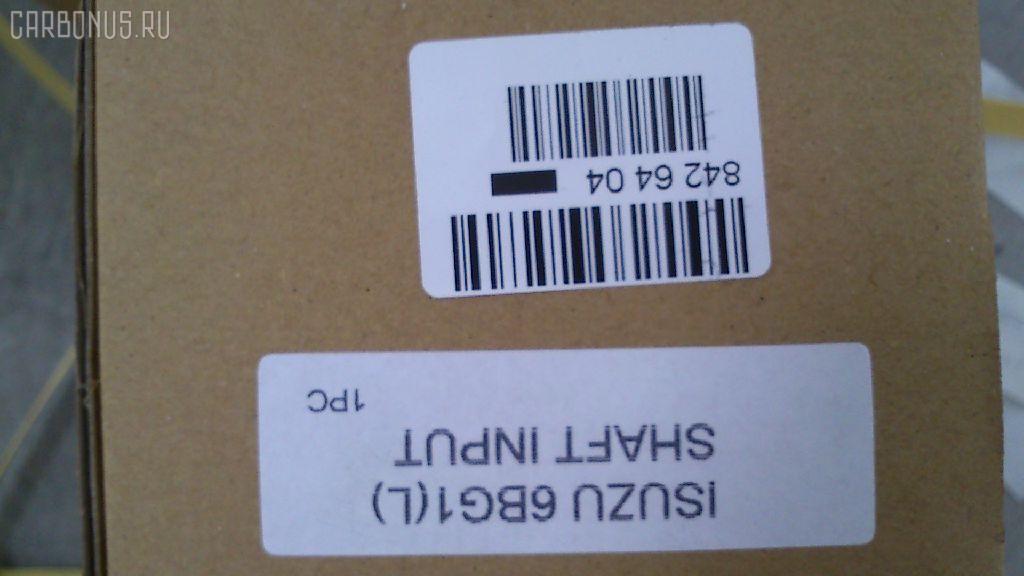 CARBONUS.RU
ISUZU 6BG1(L)
SHAFT INPUT
1PC
842 64 04